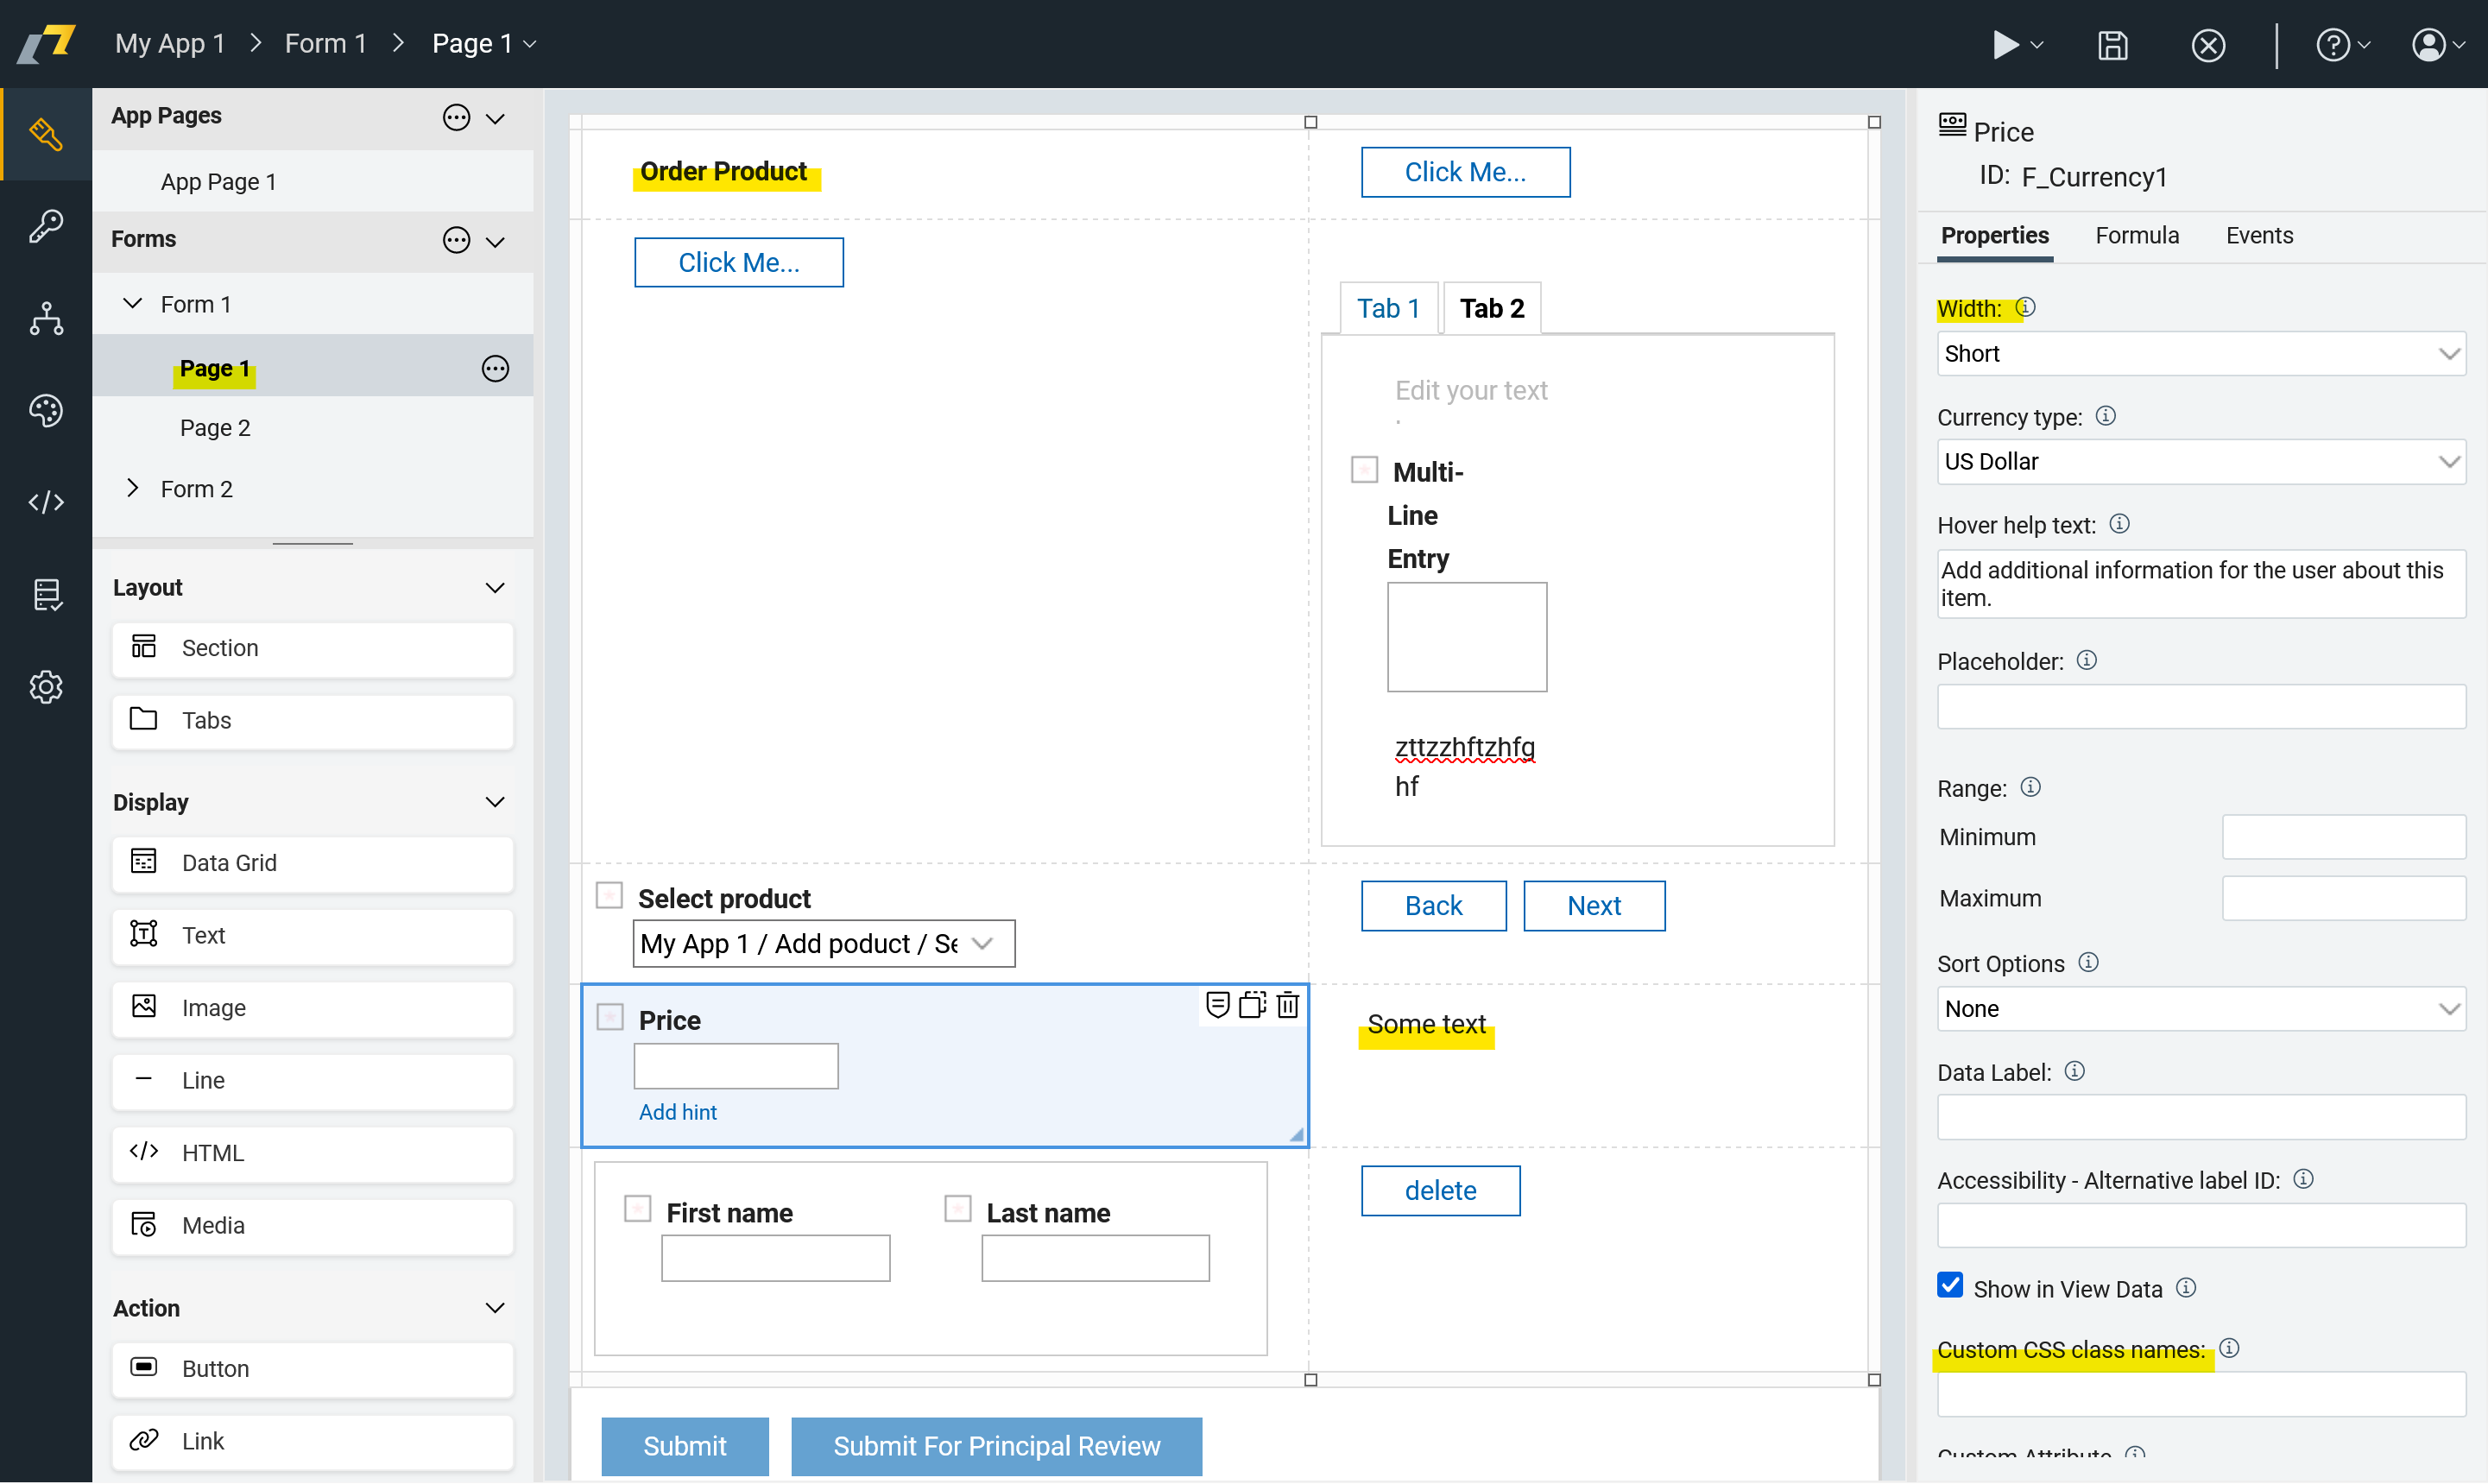 My App 1 > Form 1 > Page 1
App Pages
App Page 1
Forms
Form 1
Page 1
Page 2
Form 2
Layout
Section
Tabs
Display
Data Grid
Text
Image
Line
HTML
Media
Action
Button
Link
Order Product
Click Me...
Click Me...
Tab 1
Tab 2
Edit your text
Multi-
Line
Entry
zttzzhftzhfg
hf
Select product
My App 1 / Add poduct / Se
Back
Next
Price
Add hint
Some text
First name
Last name
delete
Submit
Submit For Principal Review
Price
ID: F_Currency1
Properties
Formula
Events
Width:
Short
Currency type:
US Dollar
Hover help text:
Add additional information for the user about this
item.
Placeholder:
Range:
Minimum
Maximum
Sort Options
None
Data Label:
Accessibility - Alternative label ID:
Show in View Data
Custom CSS class names:
Custom Attribute